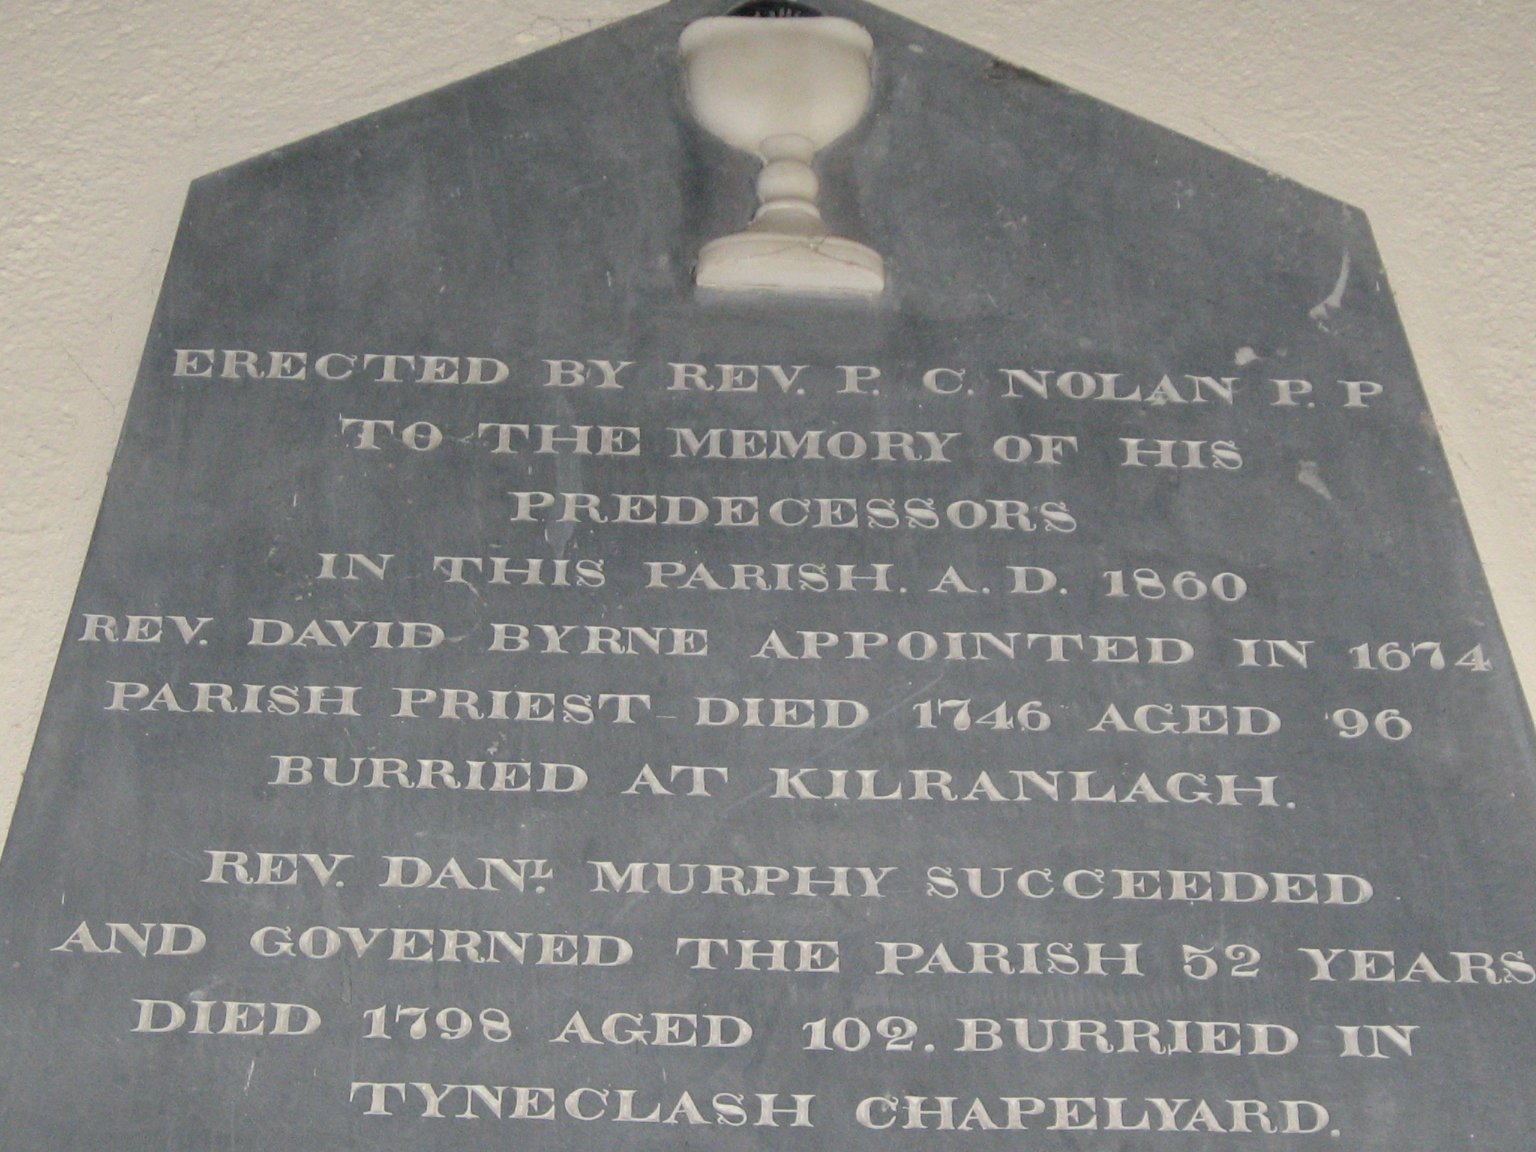 ERECTED BY REV. P. C. NOLAN P. P
TO THE MEMORY OF HIS
PREDECESSORS
IN THIS PARISH. A. D. 1860
REV. DAVID BYRNE APPOINTED IN 1674
PARISH PRIEST DIED 1746 AGED 96
BURRIED AT KILRANLAGH.
REV. DANL. MURPHY SUCCEEDED
AND GOVERNED THE PARISH 52 YEARS
DIED 1798 AGED 102. BURRIED IN
TYNECLASH CHAPELYARD.